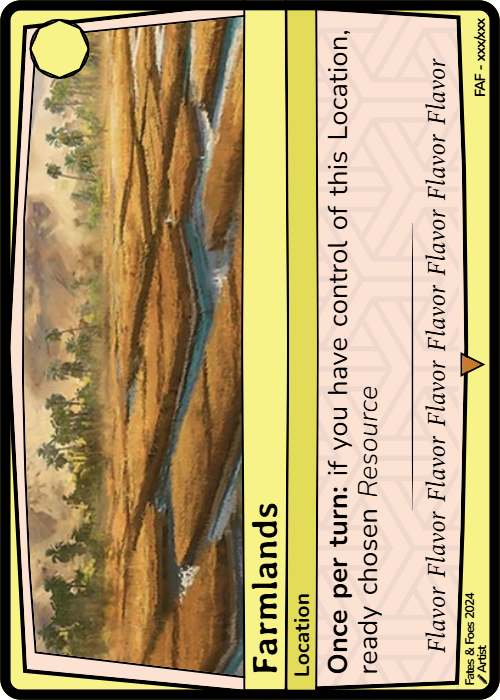 Farmlands
Location
Once per turn: if you have control of this Location,
ready chosen Resource
Flavor Flavor Flavor Flavor Flavor Flavor Flavor Flavor
Fates & Foes 2024
Artist
FAF - xxx/xxx